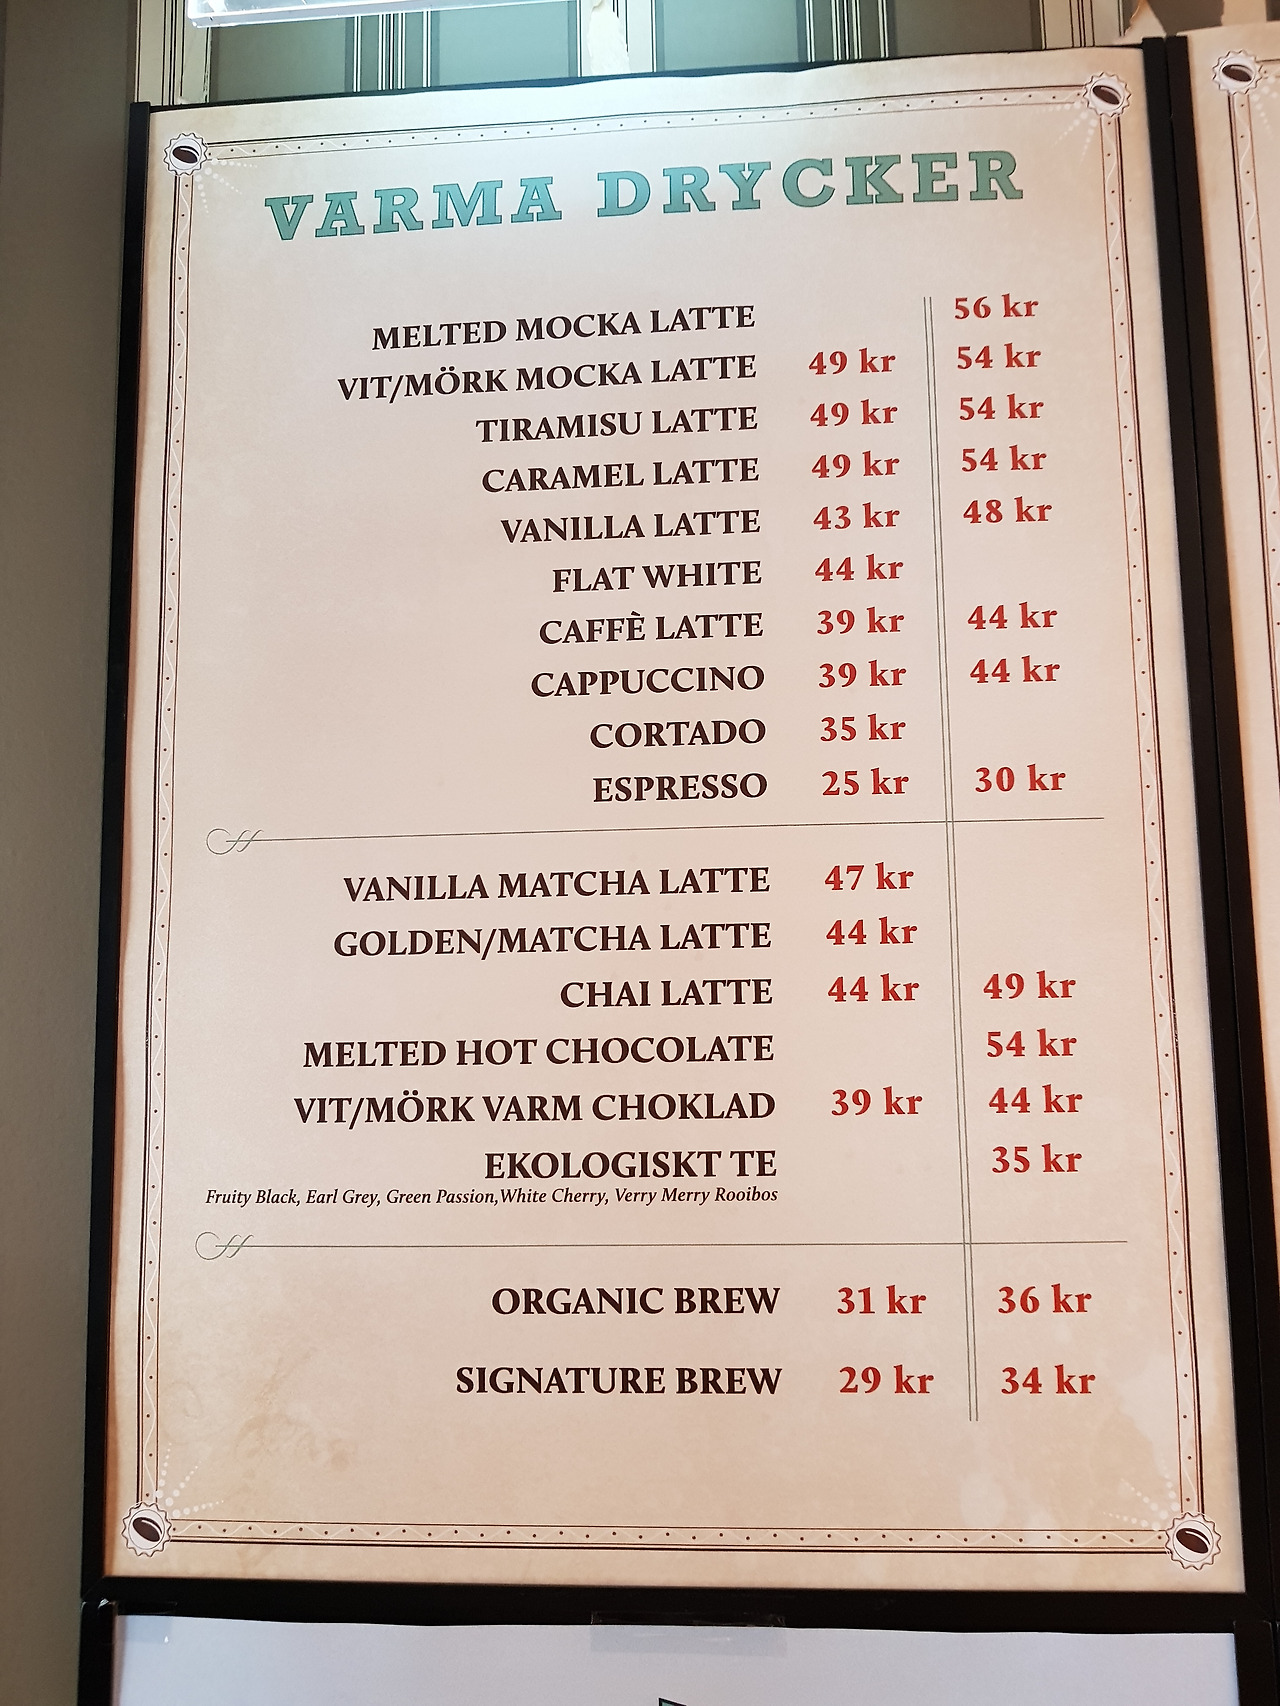 VARMA DRYCKER
MELTED MOCKA LATTE 56 kr
VIT/MÖRK MOCKA LATTE 49 kr 54 kr
TIRAMISU LATTE 49 kr 54 kr
CARAMEL LATTE 49 kr 54 kr
VANILLA LATTE 43 kr 48 kr
FLAT WHITE 44 kr
CAFFÈ LATTE 39 kr 44 kr
CAPPUCCINO 39 kr 44 kr
CORTADO 35 kr
ESPRESSO 25 kr 30 kr
VANILLA MATCHA LATTE 47 kr
GOLDEN/MATCHA LATTE 44 kr
CHAI LATTE 44 kr 49 kr
MELTED HOT CHOCOLATE 54 kr
VIT/MÖRK VARM CHOKLAD 39 kr 44 kr
EKOLOGISKT TE 35 kr
Fruity Black, Earl Grey, Green Passion,White Cherry, Verry Merry Rooibos
ORGANIC BREW 31 kr 36 kr
SIGNATURE BREW 29 kr 34 kr